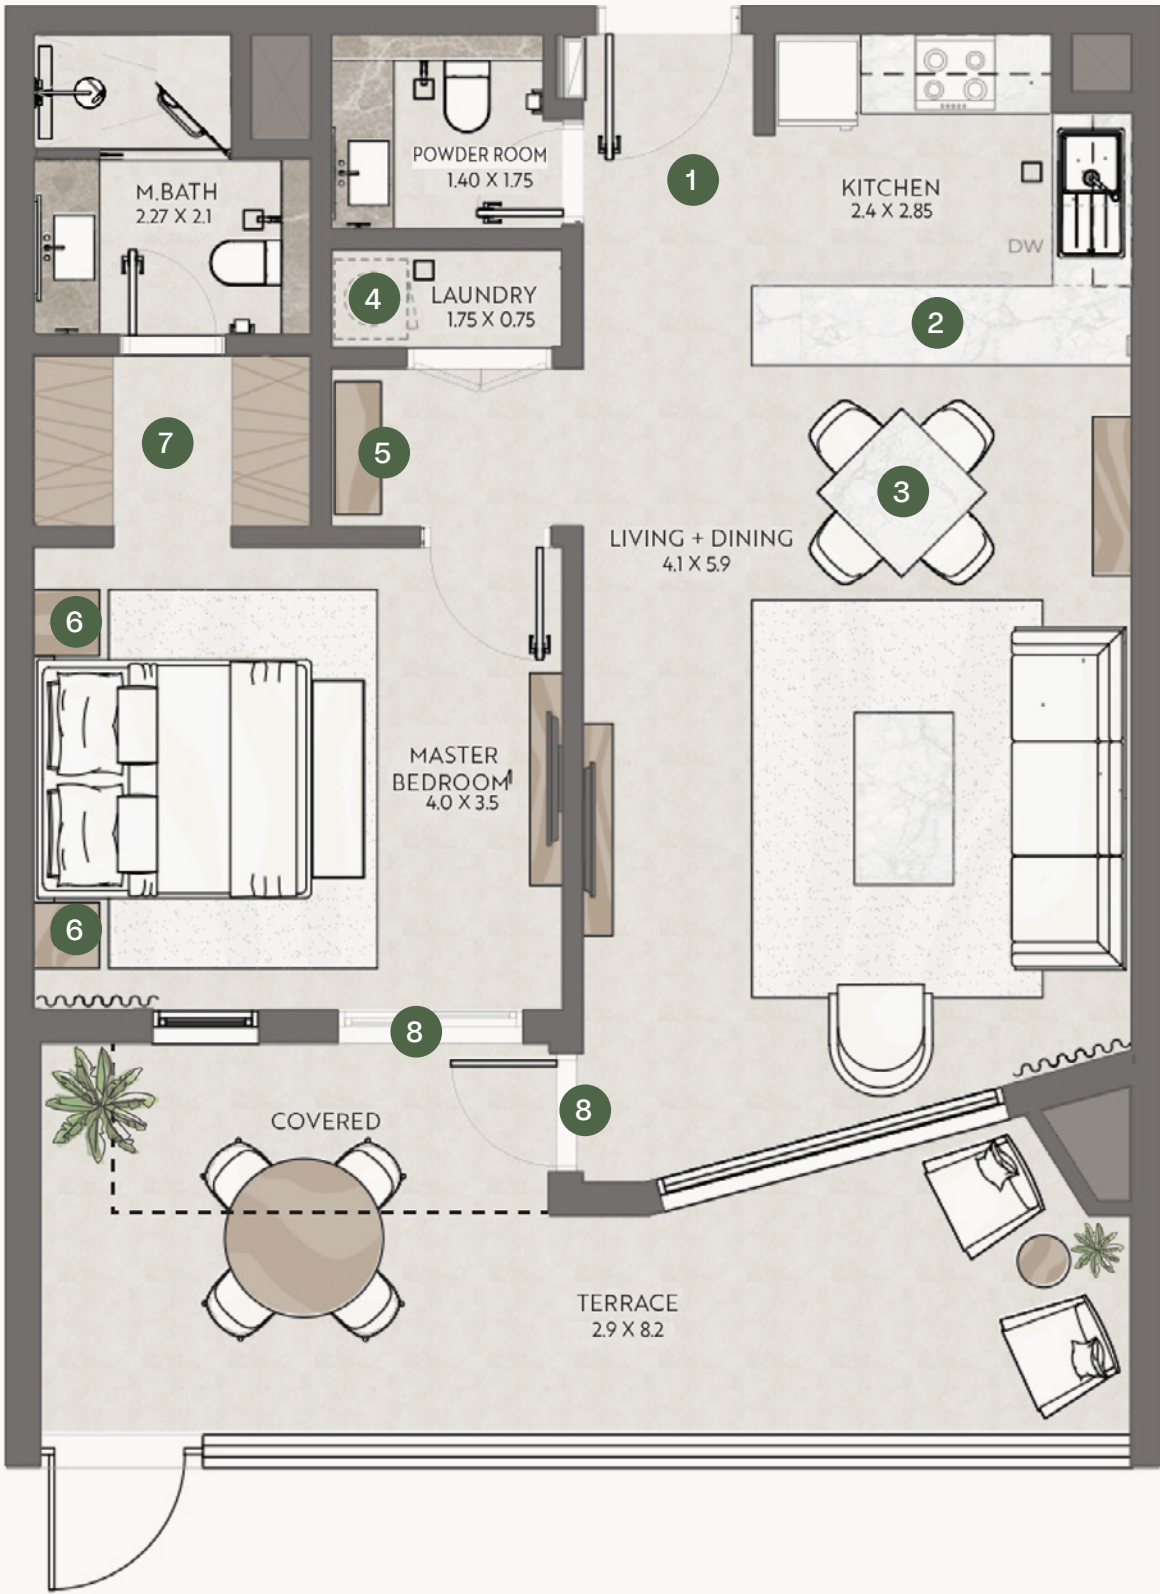 POWDER ROOM
1.40 X 1.75
1
M.BATH
2.27 X 2.1
KITCHEN
2.4 X 2.85
DW
4
LAUNDRY
1.75 X 0.75
2
7
5
3
LIVING + DINING
4.1 X 5.9
6
MASTER
BEDROOM
4.0 X 3.5
6
8
8
COVERED
TERRACE
2.9 X 8.2